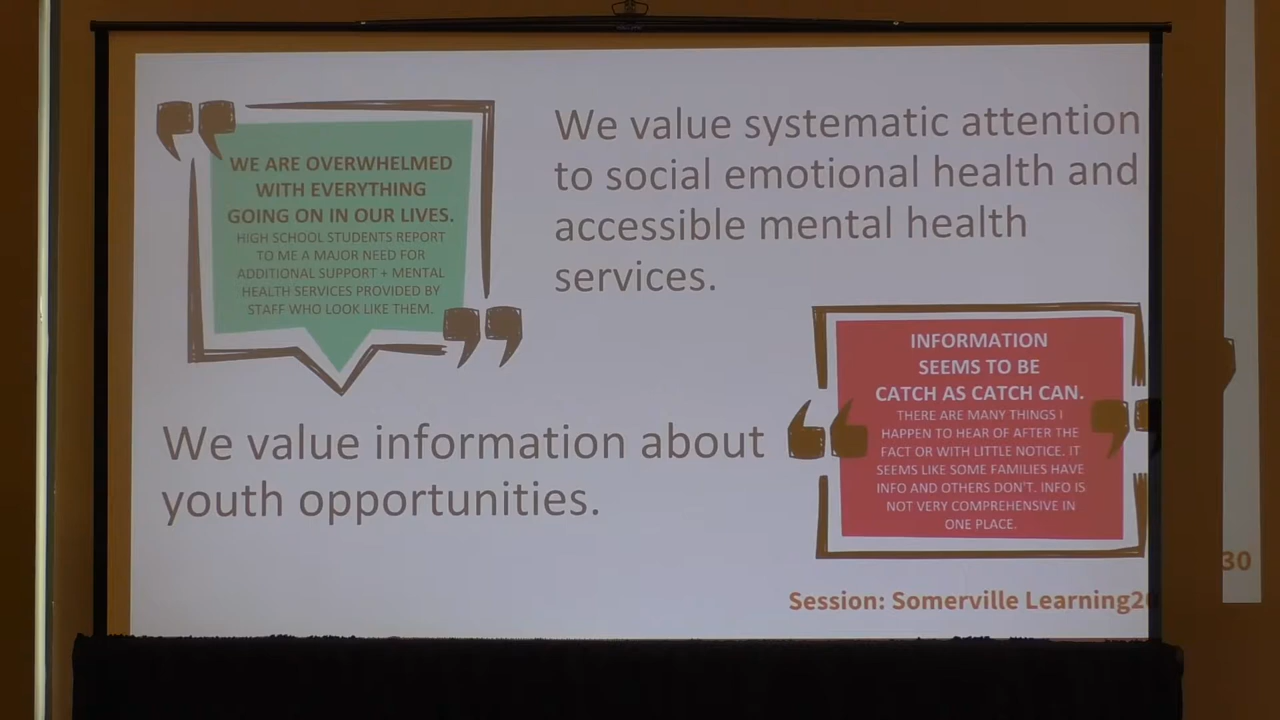 WE ARE OVERWHELMED
WITH EVERYTHING
GOING ON IN OUR LIVES.
HIGH SCHOOL STUDENTS REPORT
TO ME A MAJOR NEED FOR
ADDITIONAL SUPPORT + MENTAL
HEALTH SERVICES PROVIDED BY
STAFF WHO LOOK LIKE THEM.
We value systematic attention
to social emotional health and
accessible mental health
services.
We value information about
youth opportunities.
INFORMATION
SEEMS TO BE
CATCH AS CATCH CAN.
THERE ARE MANY THINGS I
HAPPEN TO HEAR OF AFTER THE
FACT OR WITH LITTLE NOTICE. IT
SEEMS LIKE SOME FAMILIES HAVE
INFO AND OTHERS DON'T. INFO IS
NOT VERY COMPREHENSIVE IN
ONE PLACE.
Session: Somerville Learning2
30